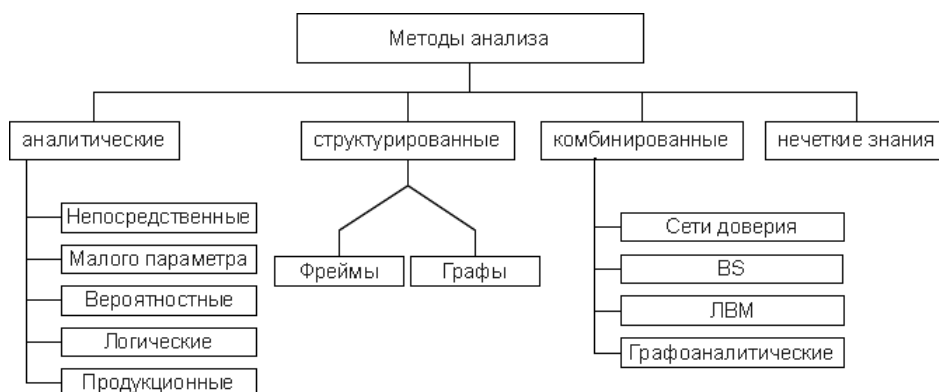 Методы анализа
аналитические
структурированные
комбинированные
нечеткие знания
Непосредственные
Малого параметра
Вероятностные
Логические
Продукционные
Фреймы
Графы
Сети доверия
BS
ЛВМ
Графоаналитические